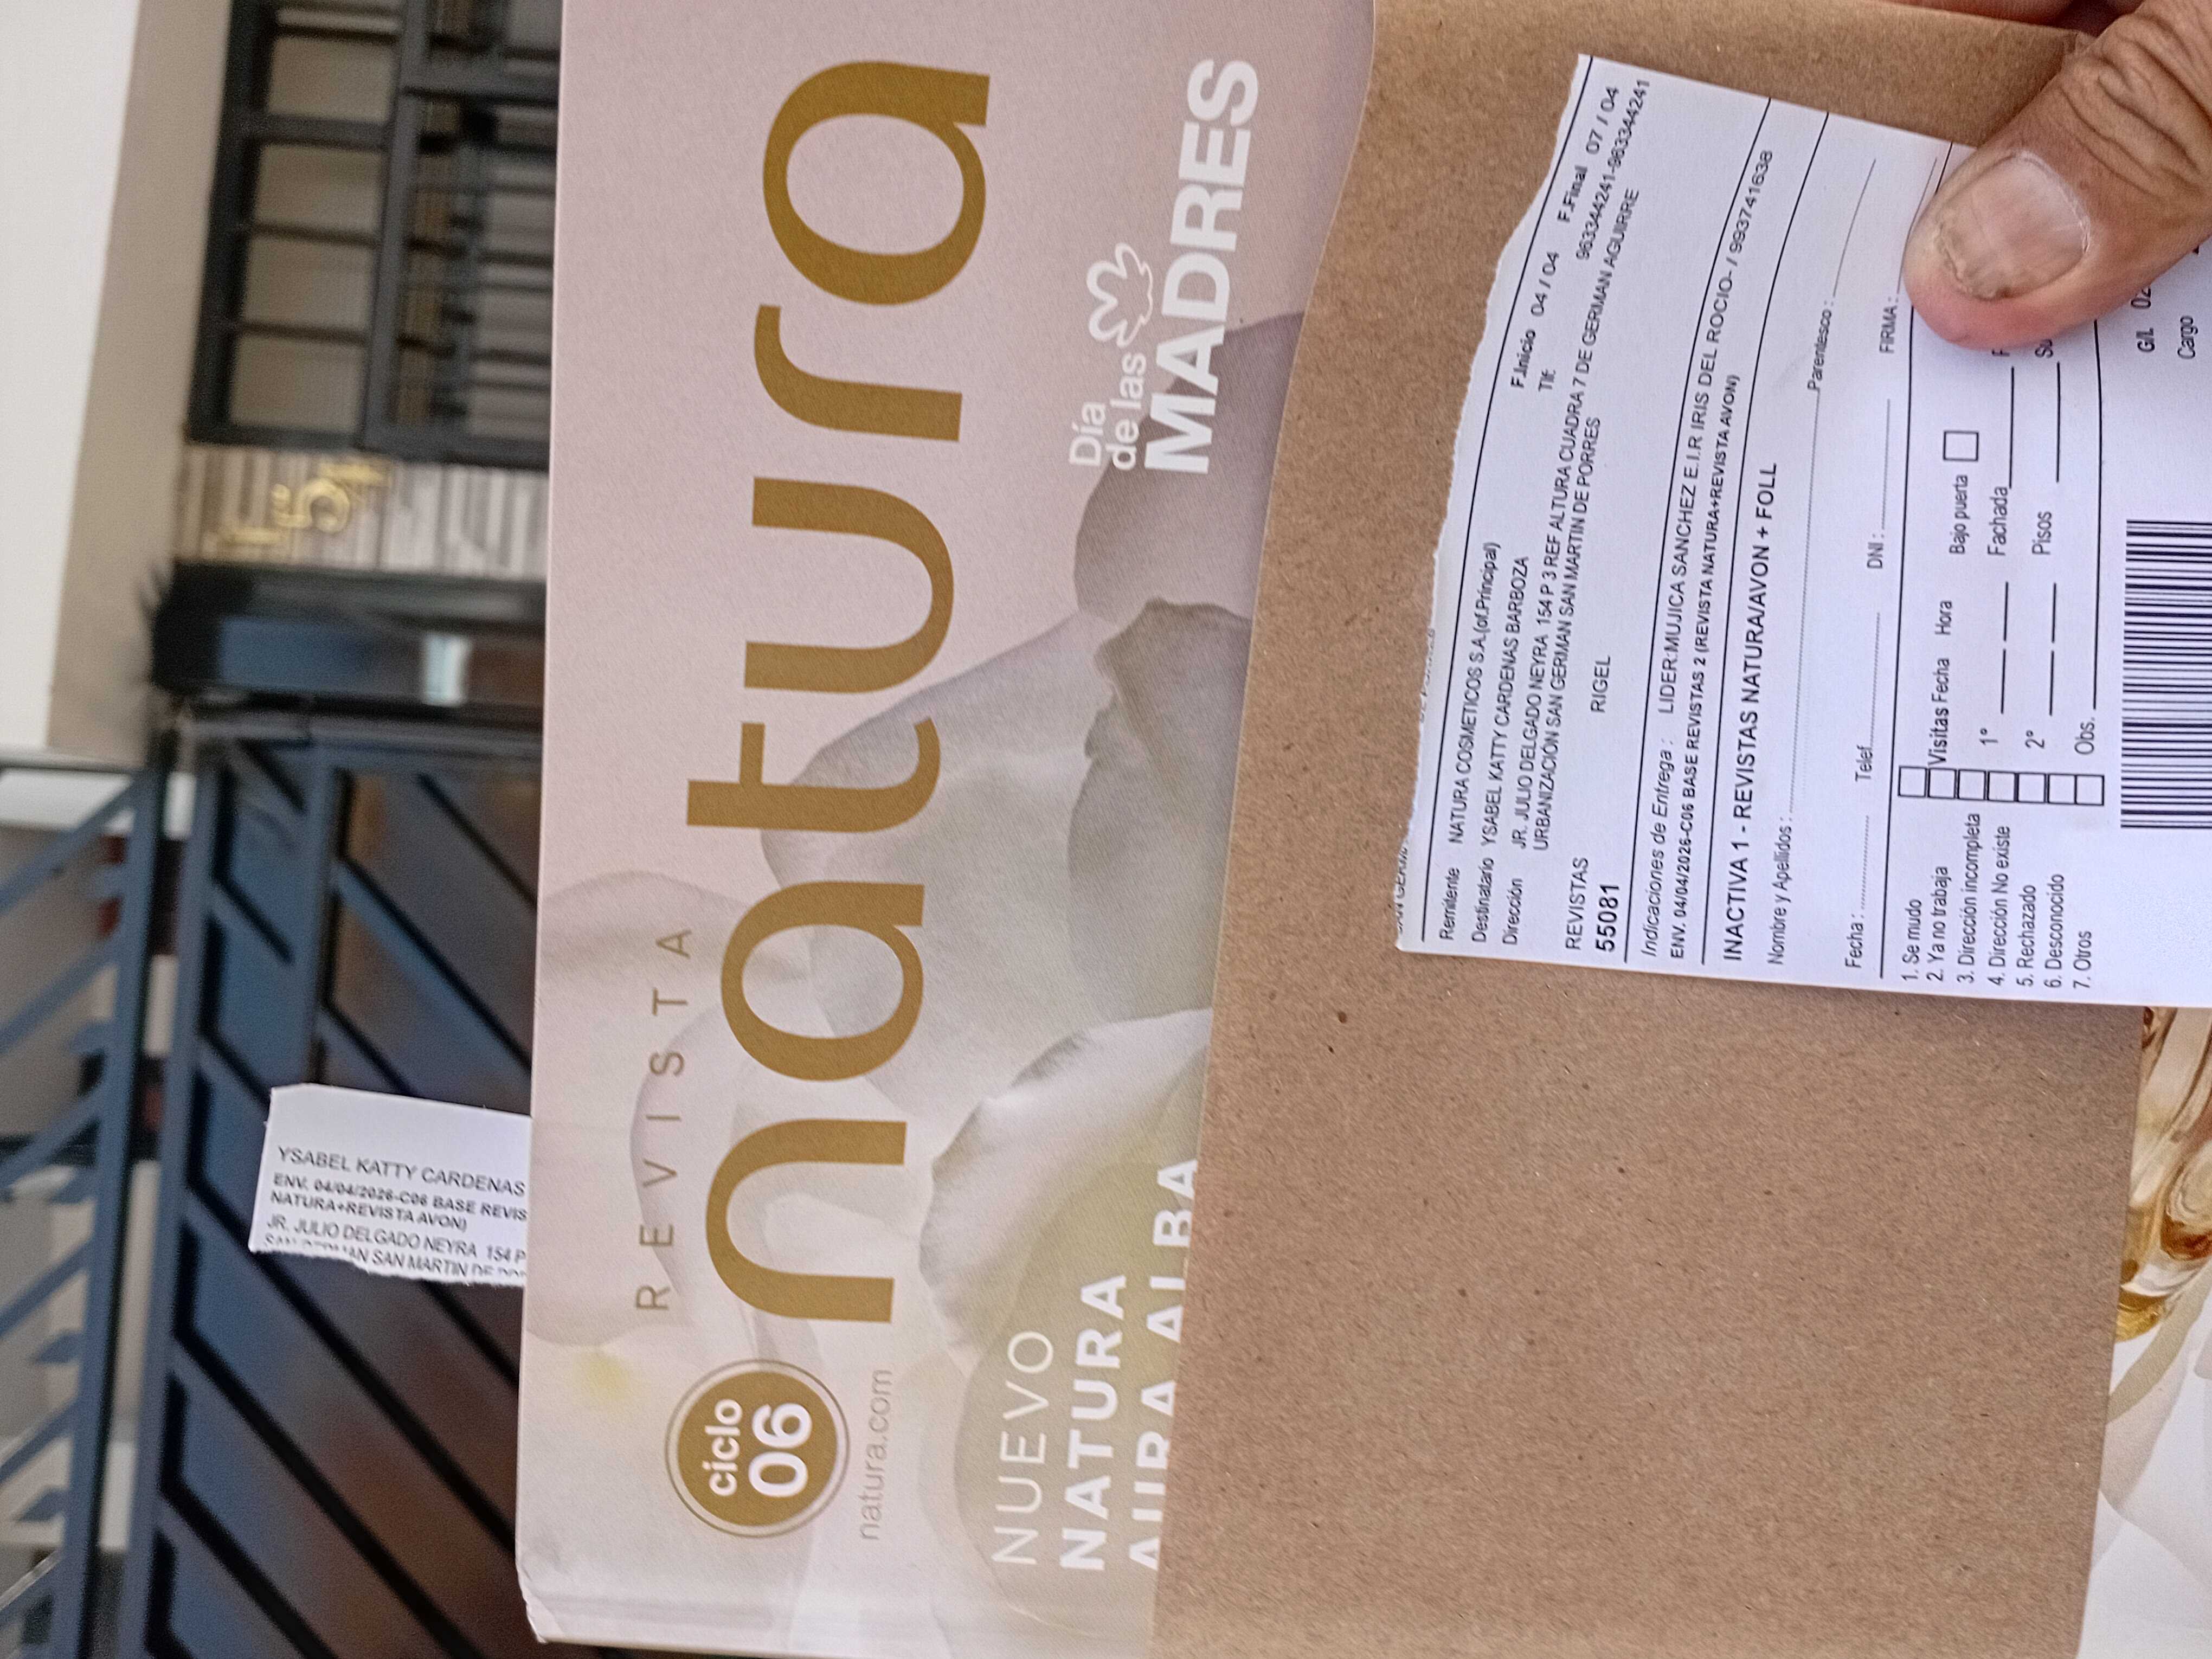 154
YSABEL KATTY CARDENAS
ENV. 04/04/2026-C06 BASE REVIS
NATURA+REVISTA AVON)
JR. JULIO DELGADO NEYRA 154 P
SAN MARTIN DE
REVISTA
natura
ciclo
06
natura.com
Día
de las
MADRES
NUEVO
NATURA
AURA ALBA
F.Inicio 04 / 04 F.Final 07 / 04
Remitente NATURA COSMETICOS S.A.(of.Principal) Tlf: 963344241-963344241
Destinatario YSABEL KATTY CARDENAS BARBOZA
Dirección JR. JULIO DELGADO NEYRA 154 P 3 REF ALTURA CUADRA 7 DE GERMAN AGUIRRE
URBANIZACION SAN GERMAN SAN MARTIN DE PORRES
REVISTAS RIGEL
55081
Indicaciones de Entrega : LIDER:MUJICA SANCHEZ E.I.R IRIS DEL ROCIO- / 993741638
ENV. 04/04/2026-C06 BASE REVISTAS 2 (REVISTA NATURA+REVISTA AVON)
INACTIVA 1 - REVISTAS NATURA/AVON + FOLL
Nombre y Apellidos : Parentesco :
Fecha : Telef. DNI : FIRMA :
1. Se mudo
2. Ya no trabaja
3. Dirección incompleta
4. Dirección No existe
5. Rechazado
6. Desconocido
7. Otros
Visitas Fecha Hora Bajo puerta
1° Fachada
2° Pisos
Obs.
G/L
Cargo